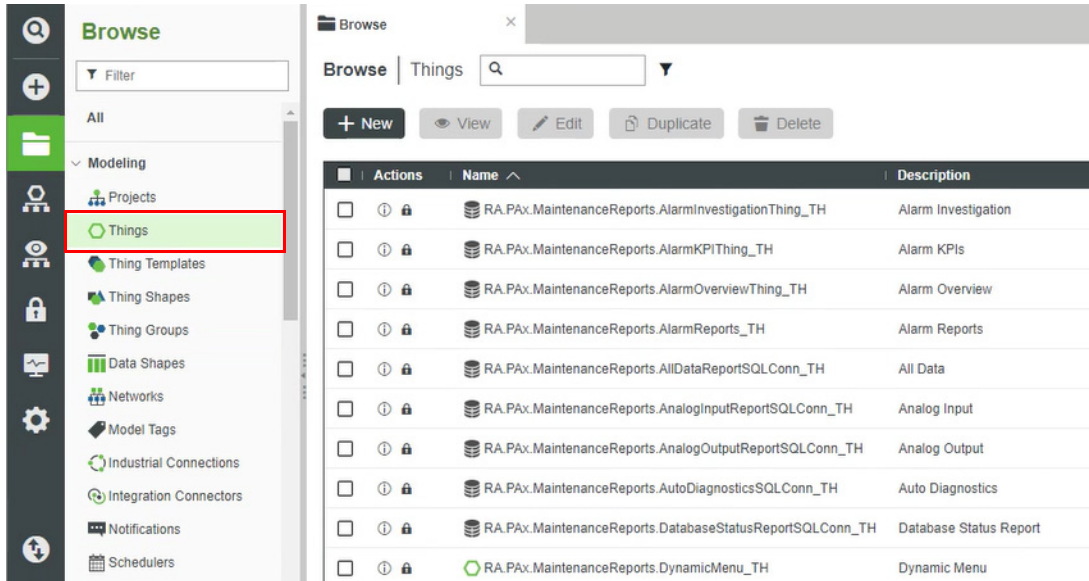 Browse
Filter
All
Modeling
Projects
Things
Thing Templates
Thing Shapes
Thing Groups
Data Shapes
Networks
Model Tags
Industrial Connections
Integration Connectors
Notifications
Schedulers
Browse
Browse Things
New View Edit Duplicate Delete
Actions Name Description
RA.PAx.MaintenanceReports.AlarmInvestigationThing_TH Alarm Investigation
RA.PAx.MaintenanceReports.AlarmKPIThing_TH Alarm KPIs
RA.PAx.MaintenanceReports.AlarmOverviewThing_TH Alarm Overview
RA.PAx.MaintenanceReports.AlarmReports_TH Alarm Reports
RA.PAx.MaintenanceReports.AllDataReportSQLConn_TH All Data
RA.PAx.MaintenanceReports.AnalogInputReportSQLConn_TH Analog Input
RA.PAx.MaintenanceReports.AnalogOutputReportSQLConn_TH Analog Output
RA.PAx.MaintenanceReports.AutoDiagnosticsSQLConn_TH Auto Diagnostics
RA.PAx.MaintenanceReports.DatabaseStatusReportSQLConn_TH Database Status Report
RA.PAx.MaintenanceReports.DynamicMenu_TH Dynamic Menu